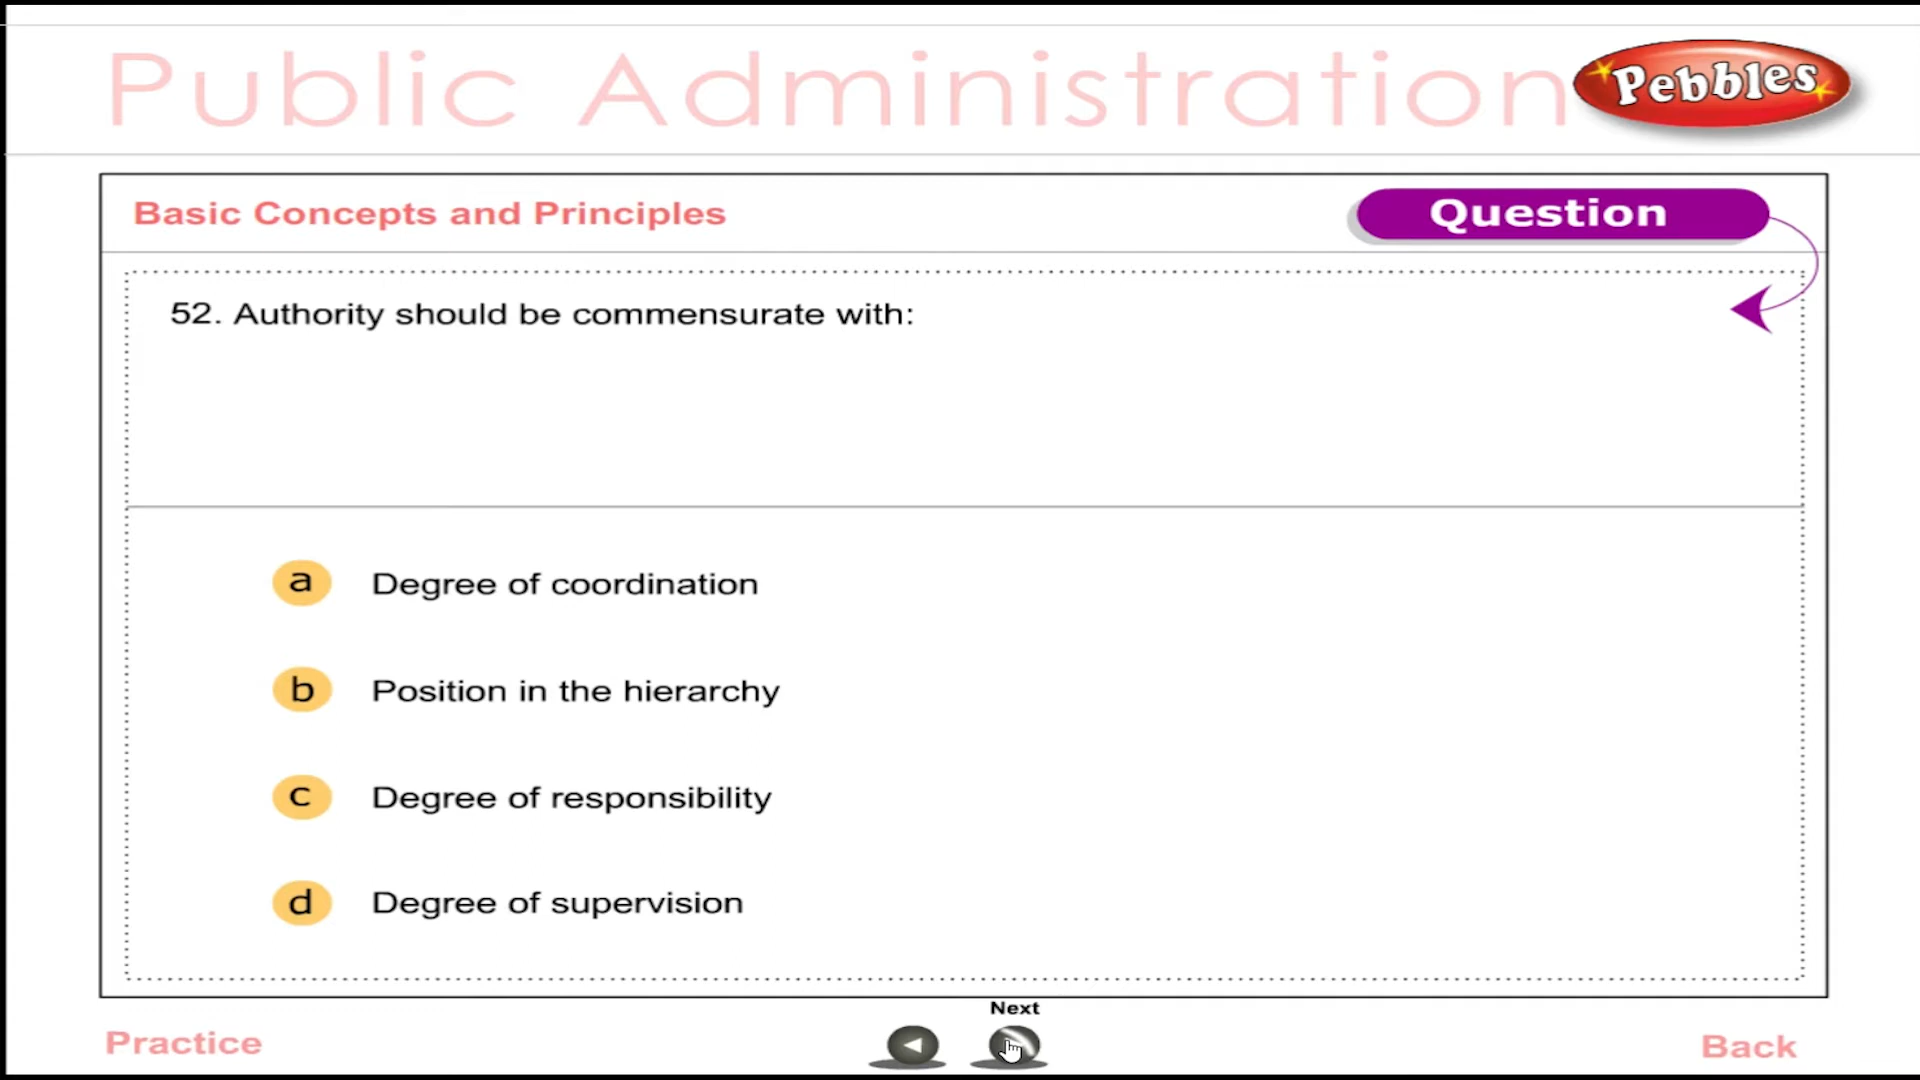 Public Administration
Pebbles
Basic Concepts and Principles
Question
52. Authority should be commensurate with:
a Degree of coordination
b Position in the hierarchy
c Degree of responsibility
d Degree of supervision
Next
Practice
Back